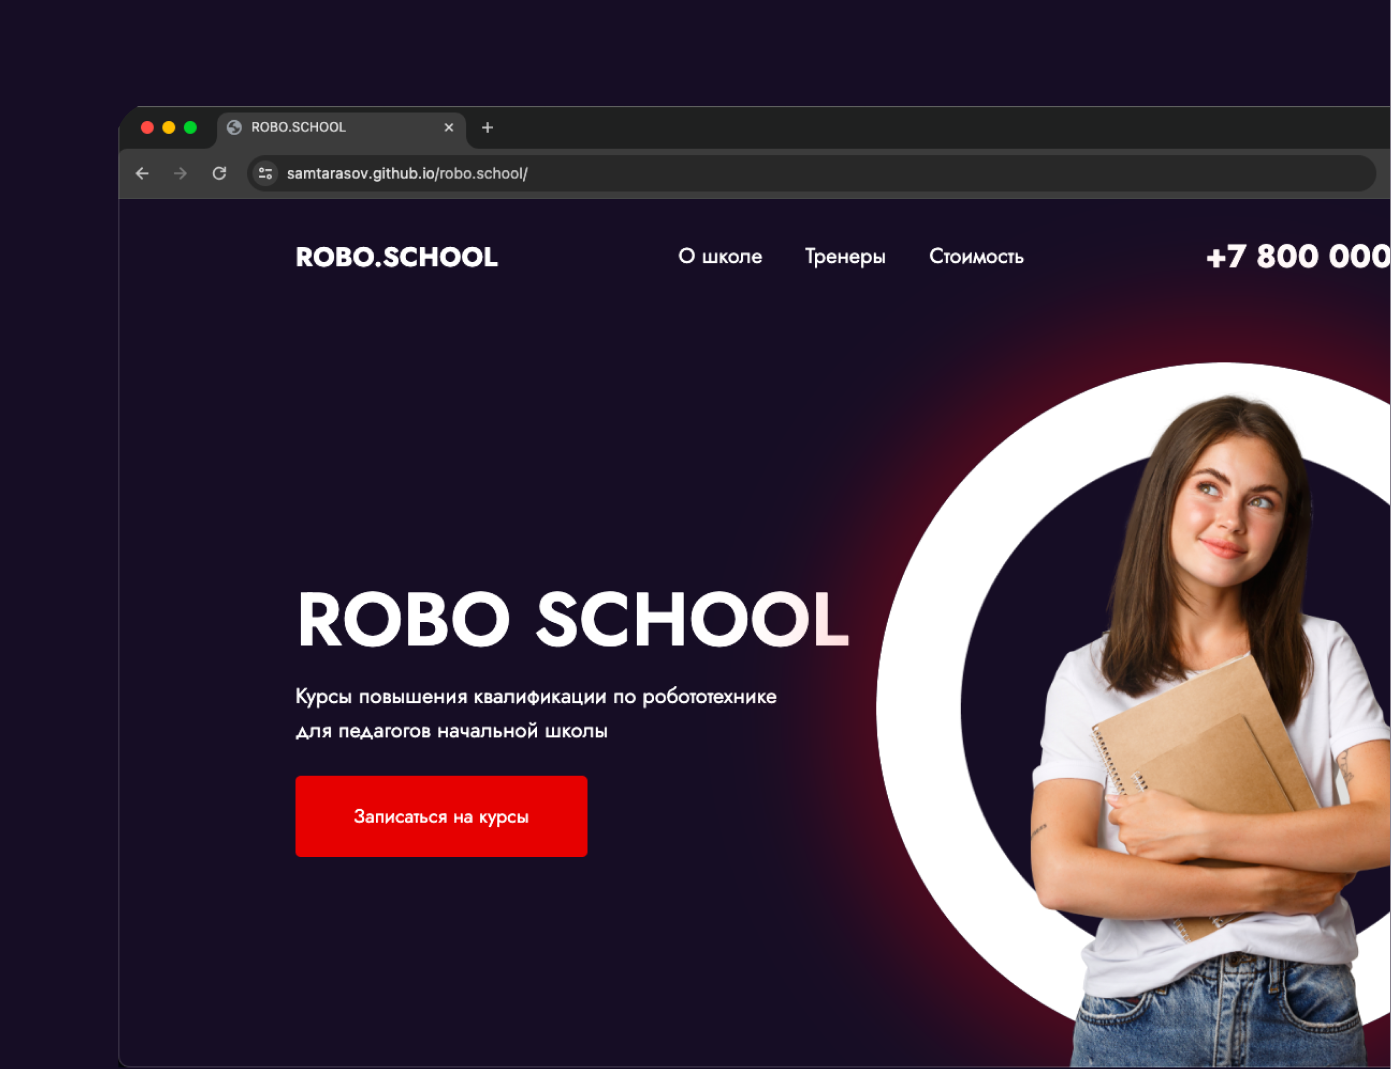 ROBO.SCHOOL
samtarasov.github.io/robo.school/
ROBO.SCHOOL
О школе
Тренеры
Стоимость
+7 800 000
ROBO SCHOOL
Курсы повышения квалификации по робототехнике
для педагогов начальной школы
Записаться на курсы